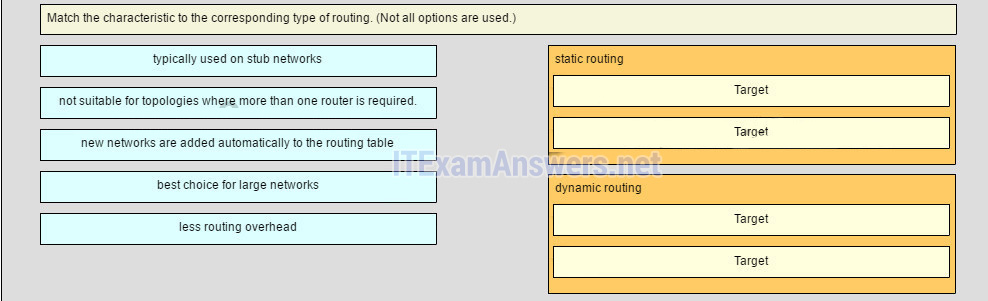 Match the characteristic to the corresponding type of routing. (Not all options are used.)
typically used on stub networks
not suitable for topologies where more than one router is required.
new networks are added automatically to the routing table
best choice for large networks
less routing overhead
static routing
Target
Target
dynamic routing
Target
Target
ITExamAnswers.net